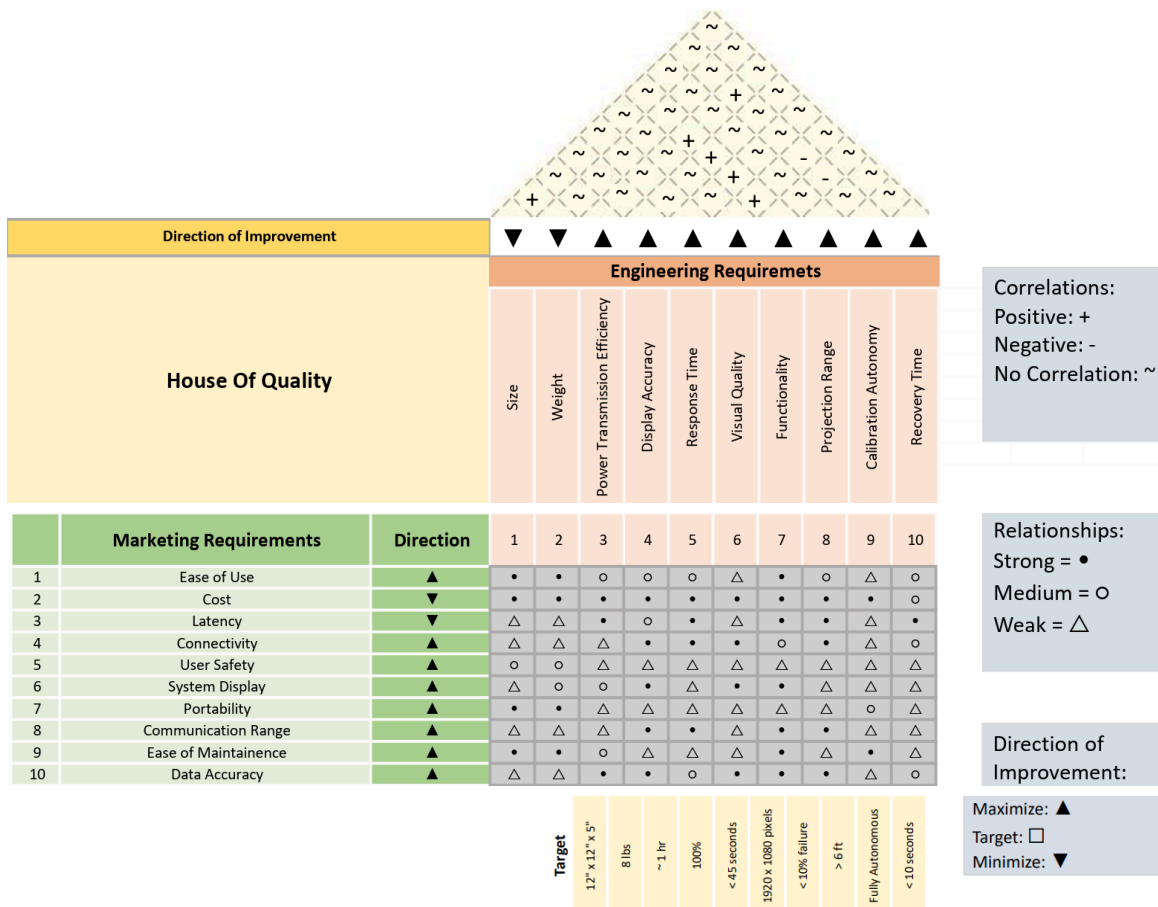 ~
~ ~
~ ~ ~
~ ~ + ~
~ ~ ~ ~ ~
~ ~ + ~ ~ ~
~ ~ ~ + ~ - ~
~ ~ ~ ~ + ~ - ~
+ ~ ~ ~ ~ + ~ ~ ~
Direction of Improvement ▼ ▼ ▲ ▲ ▲ ▲ ▲ ▲ ▲ ▲
Engineering Requiremets
House Of Quality
Size
Weight
Power Transmission Efficiency
Display Accuracy
Response Time
Visual Quality
Functionality
Projection Range
Calibration Autonomy
Recovery Time
Correlations:
Positive: +
Negative: -
No Correlation: ~
Marketing Requirements Direction 1 2 3 4 5 6 7 8 9 10
1 Ease of Use ▲ • • ○ ○ ○ △ • ○ △ ○
2 Cost ▼ • • • • • • • • • ○
3 Latency ▼ △ △ • ○ • △ • • △ •
4 Connectivity ▲ △ △ △ • • • ○ • △ ○
5 User Safety ▲ ○ ○ △ △ △ △ △ △ △ △
6 System Display ▲ △ ○ ○ • △ • • △ △ △
7 Portability ▲ • • △ △ △ △ △ △ ○ △
8 Communication Range ▲ △ △ △ • • △ • • △ △
9 Ease of Maintainence ▲ • • ○ △ △ △ • △ • △
10 Data Accuracy ▲ △ △ • • ○ • • • △ ○
Relationships:
Strong = •
Medium = ○
Weak = △
Direction of
Improvement:
Maximize: ▲
Target: □
Minimize: ▼
Target
12" x 12" x 5"
8 lbs
~ 1 hr
100%
< 45 seconds
1920 x 1080 pixels
< 10% failure
> 6 ft
Fully Autonomous
< 10 seconds